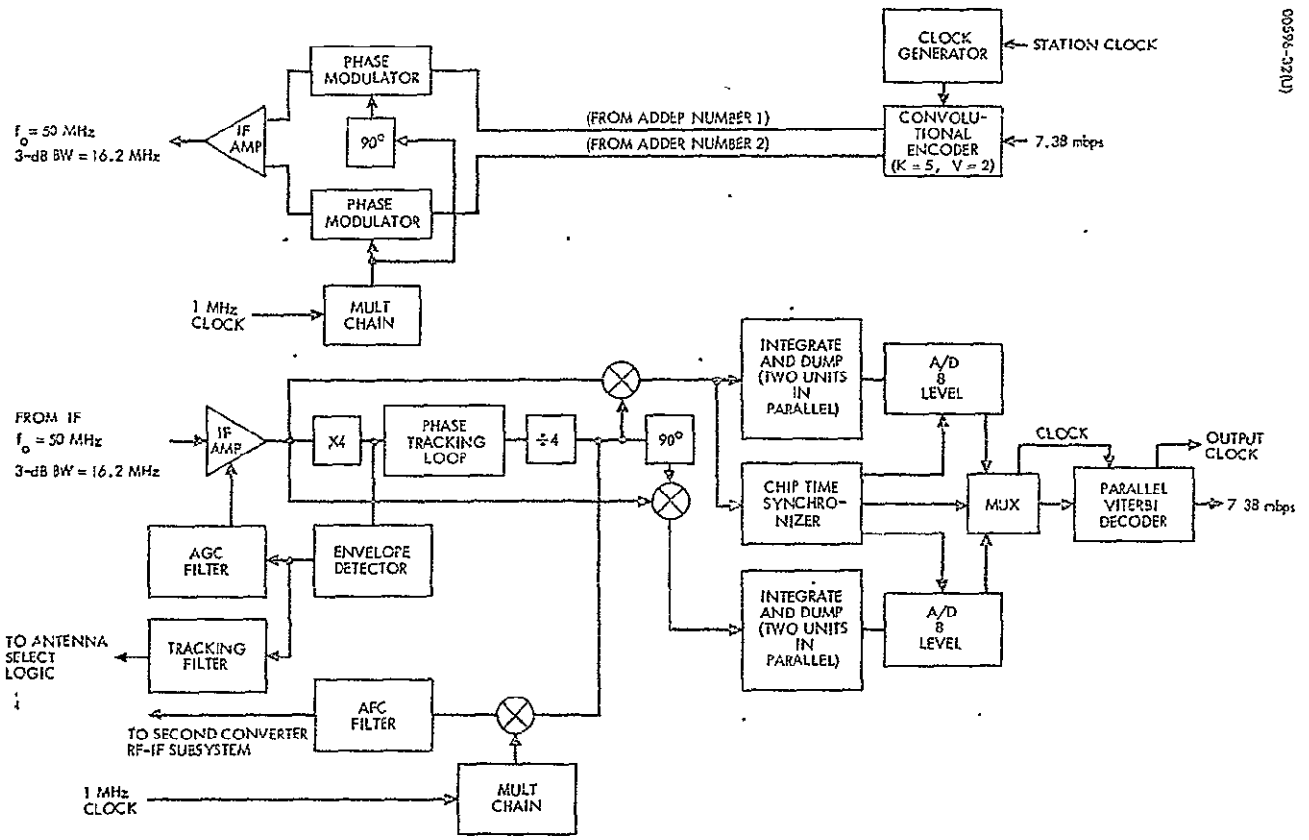 00596-32(U)
CLOCK
GENERATOR
STATION CLOCK
PHASE
MODULATOR
90°
IF
AMP
f
o = 50 MHz
3-dB BW = 16.2 MHz
(FROM ADDEP NUMBER 1)
(FROM ADDER NUMBER 2)
CONVOLU-
TIONAL
ENCODER
(K = 5, V = 2)
7.38 mbps
PHASE
MODULATOR
1 MHz
CLOCK
MULT
CHAIN
FROM IF
f
o = 50 MHz
3-dB BW = 16.2 MHz
IF
AMP
X4
PHASE
TRACKING
LOOP
÷4
90°
INTEGRATE
AND DUMP
(TWO UNITS
IN
PARALLEL)
A/D
8
LEVEL
CHIP TIME
SYNCHRO-
NIZER
MUX
CLOCK
PARALLEL
VITERBI
DECODER
OUTPUT
CLOCK
7 38 mbps
AGC
FILTER
ENVELOPE
DETECTOR
INTEGRATE
AND DUMP
(TWO UNITS
IN
PARALLEL)
A/D
8
LEVEL
TO ANTENNA
SELECT
LOGIC
TRACKING
FILTER
AFC
FILTER
TO SECOND CONVERTER
RF-IF SUBSYSTEM
1 MHz
CLOCK
MULT
CHAIN